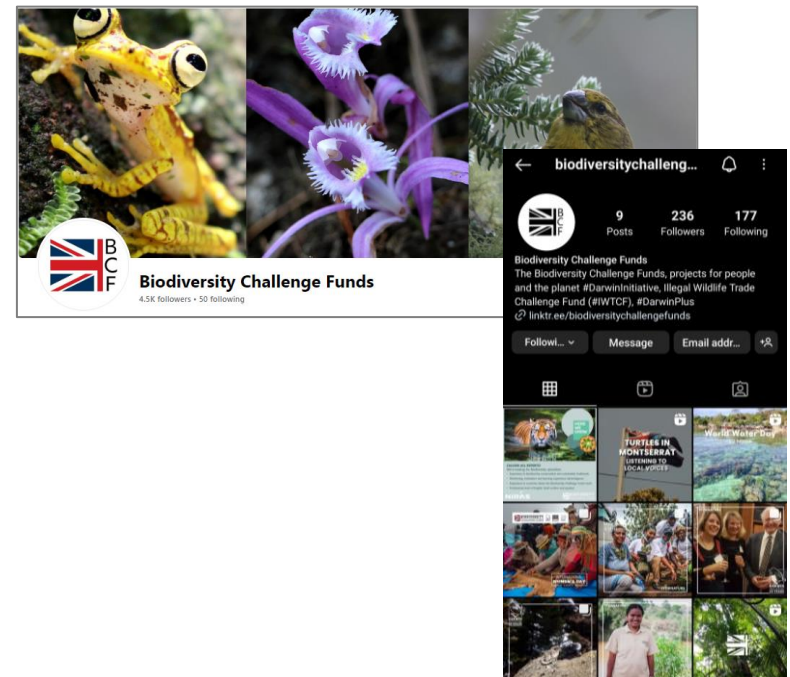 B
C
F
Biodiversity Challenge Funds
4.5K followers • 50 following
biodiversitychalleng...
B
C
F
9
236
177
Posts
Followers
Following
Biodiversity Challenge Funds
The Biodiversity Challenge Funds, projects for people
and the planet #DarwinInitiative, Illegal Wildlife Trade
Challenge Fund (#IWTCF), #DarwinPlus
linktr.ee/biodiversitychallengefunds
Followi...
Message
Email addr...
TURTLES IN
MONTSERRAT
LISTENING TO
LOCAL VOICES
World Water Day